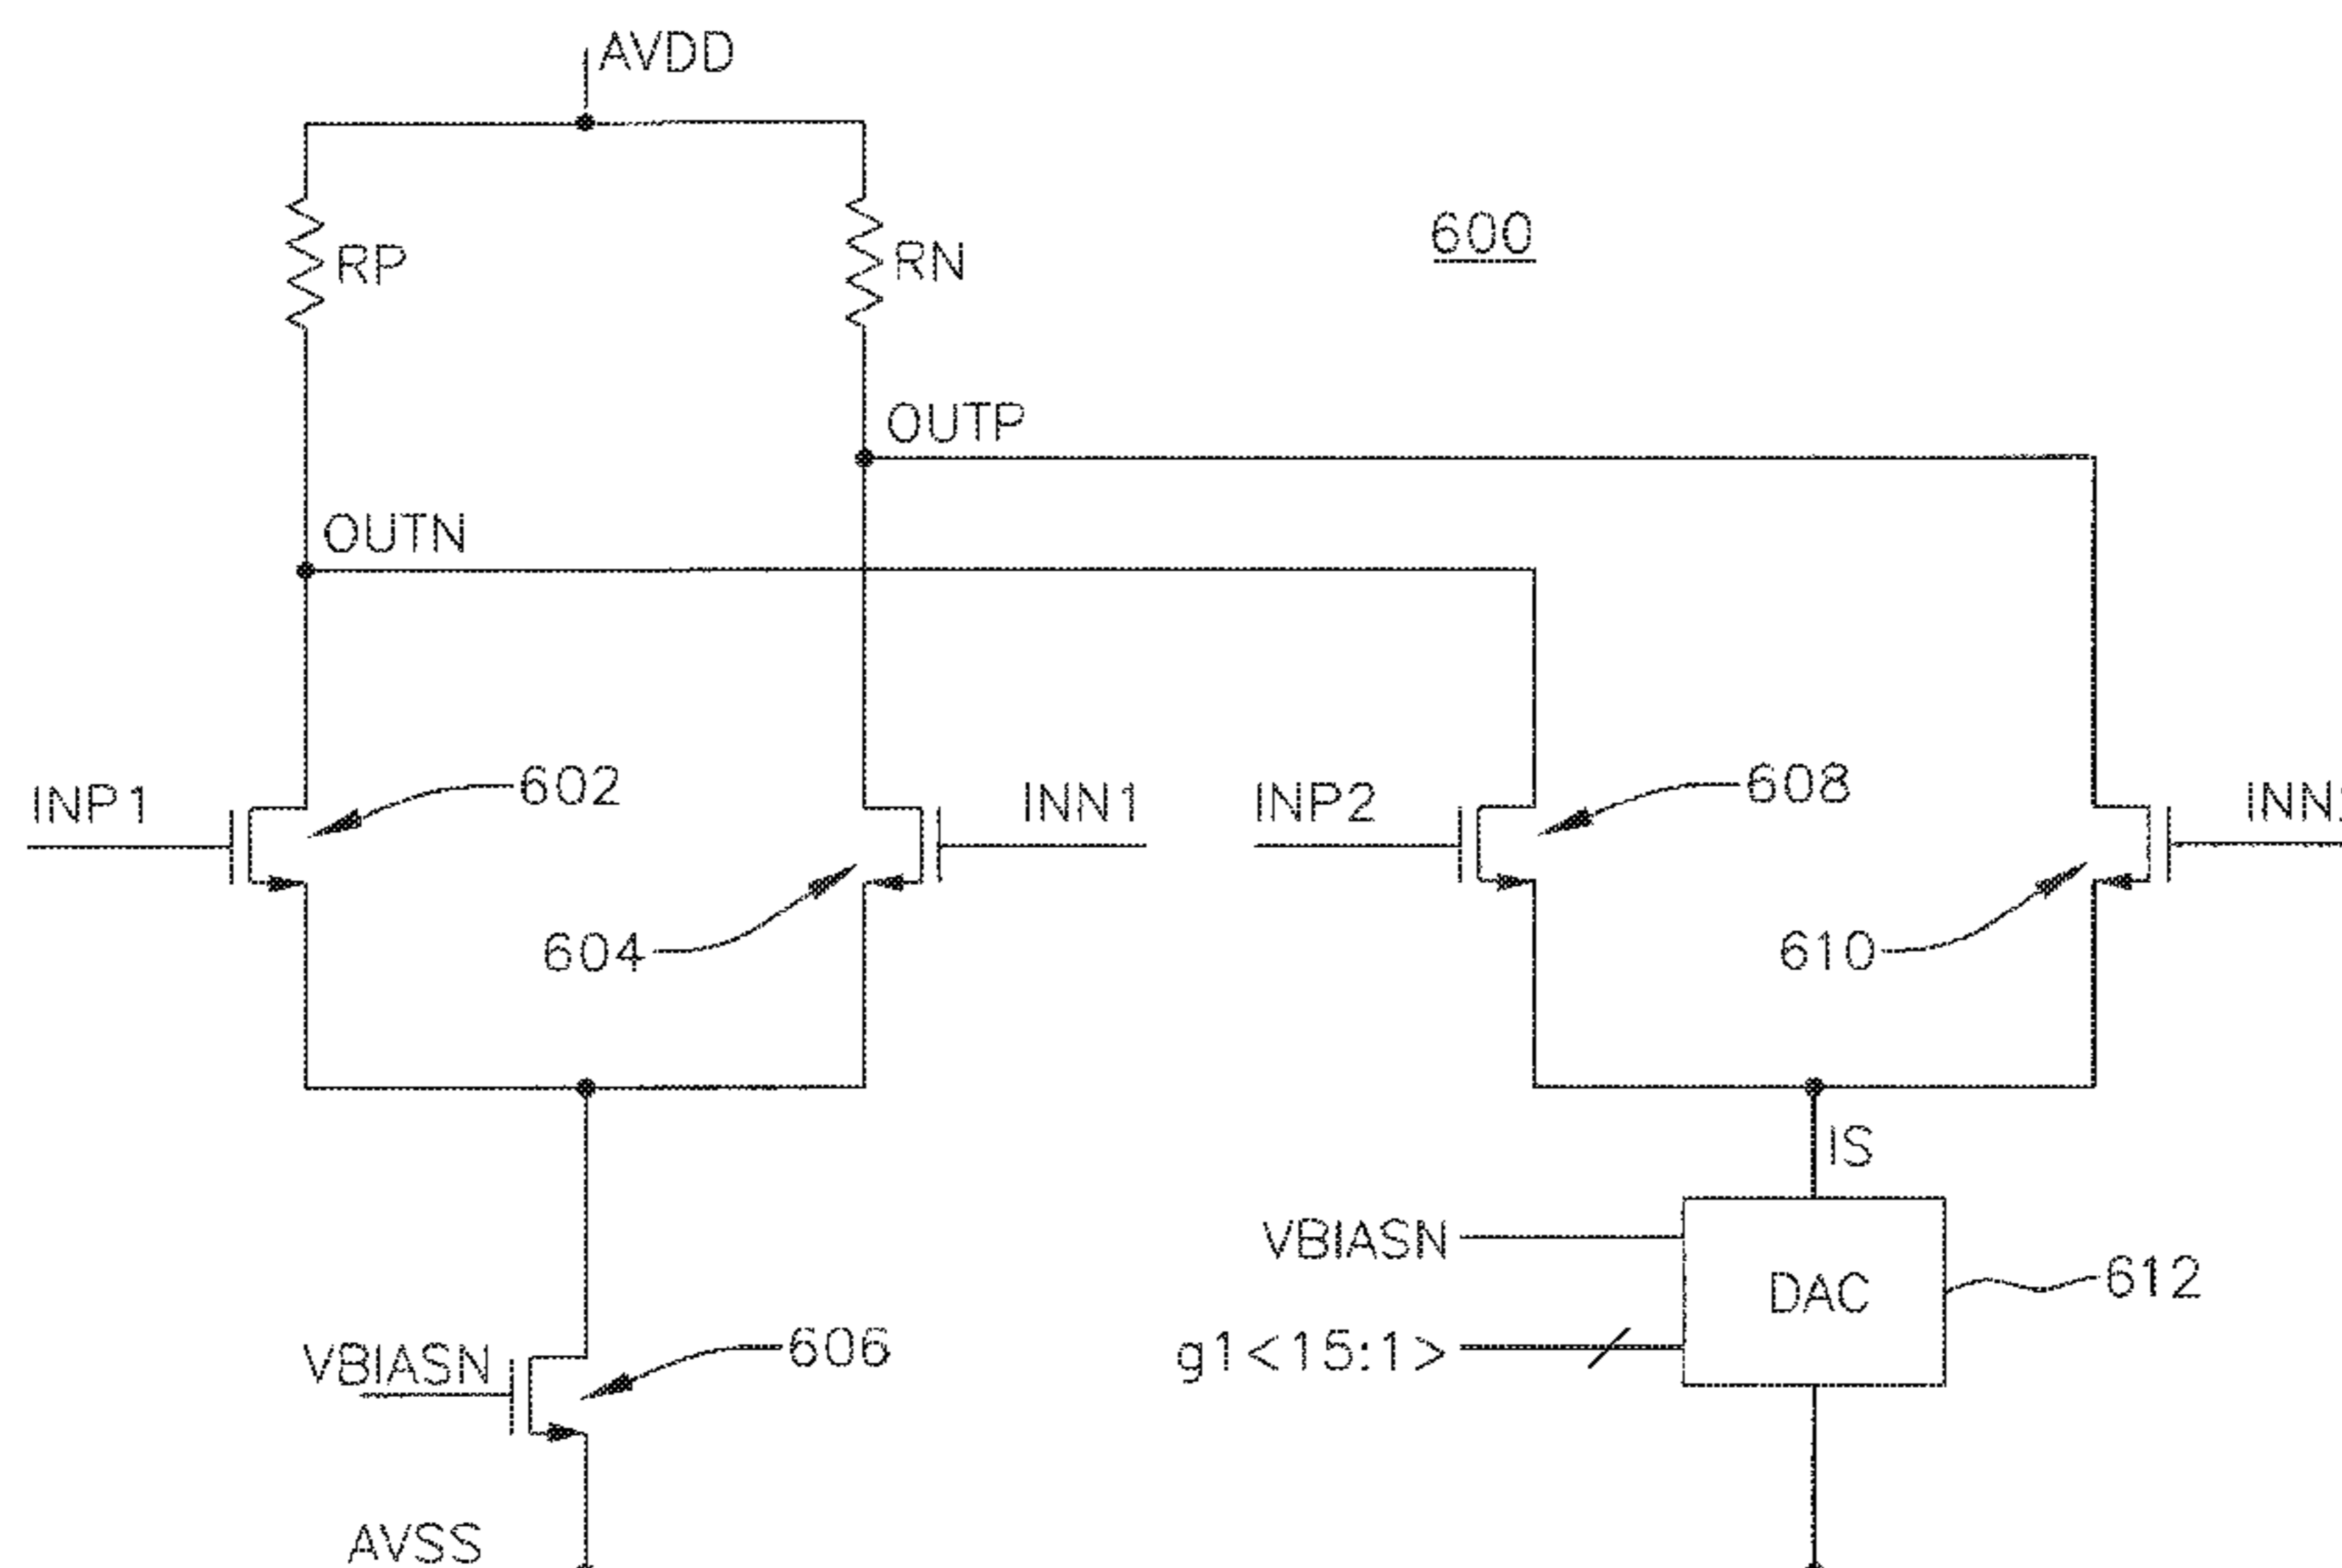 AVDD
RP
RN
600
OUTP
OUTN
INP1
602
INN1
INP2
608
604
610
IS
VBIASN
DAC
612
VBIASN
606
g1<15:1>
AVSS